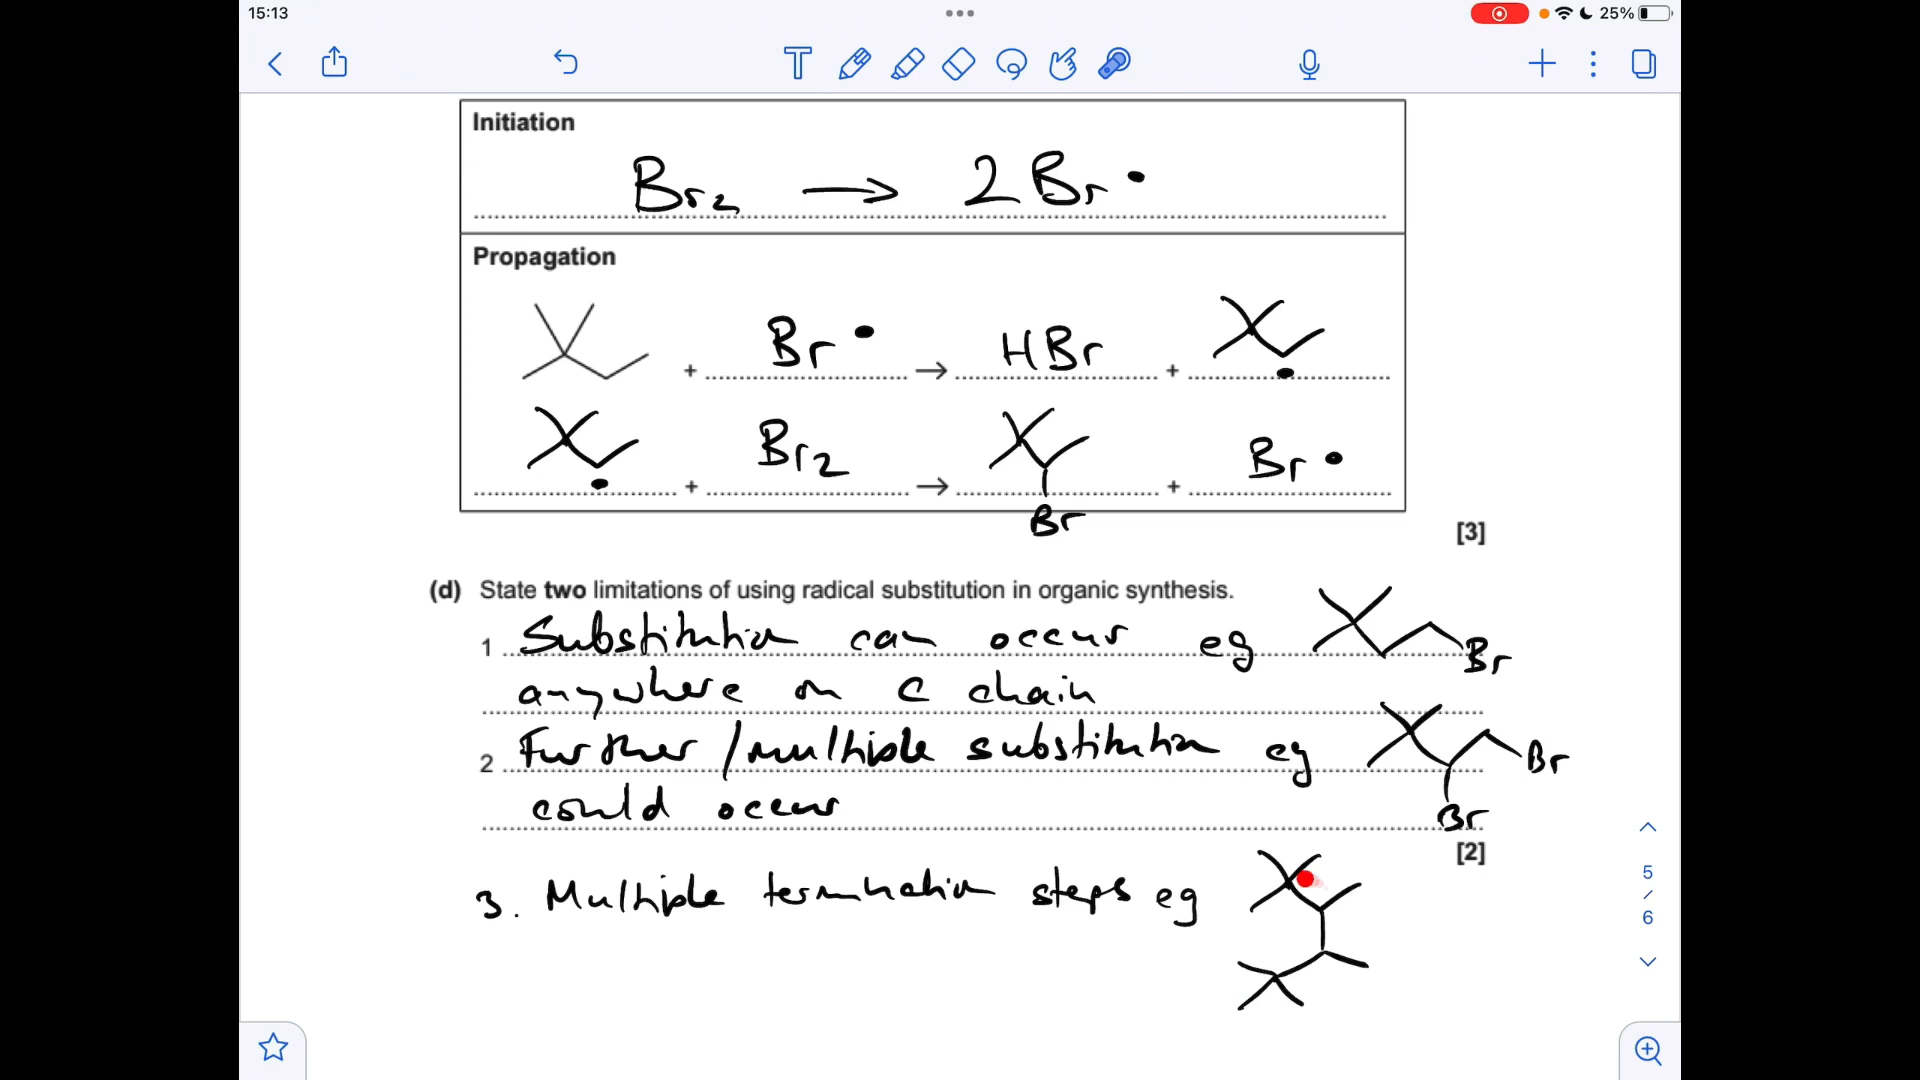 15:13
25%
Initiation
Br2 → 2Br•
Propagation
+ Br• → HBr +
+ Br2 → + Br•
Br
[3]
(d) State two limitations of using radical substitution in organic synthesis.
1 Substitution can occur eg Br
anywhere on C chain
2 Further / multiple substitution eg Br
could occur Br
[2]
3. Multiple termination steps eg
5
/
6